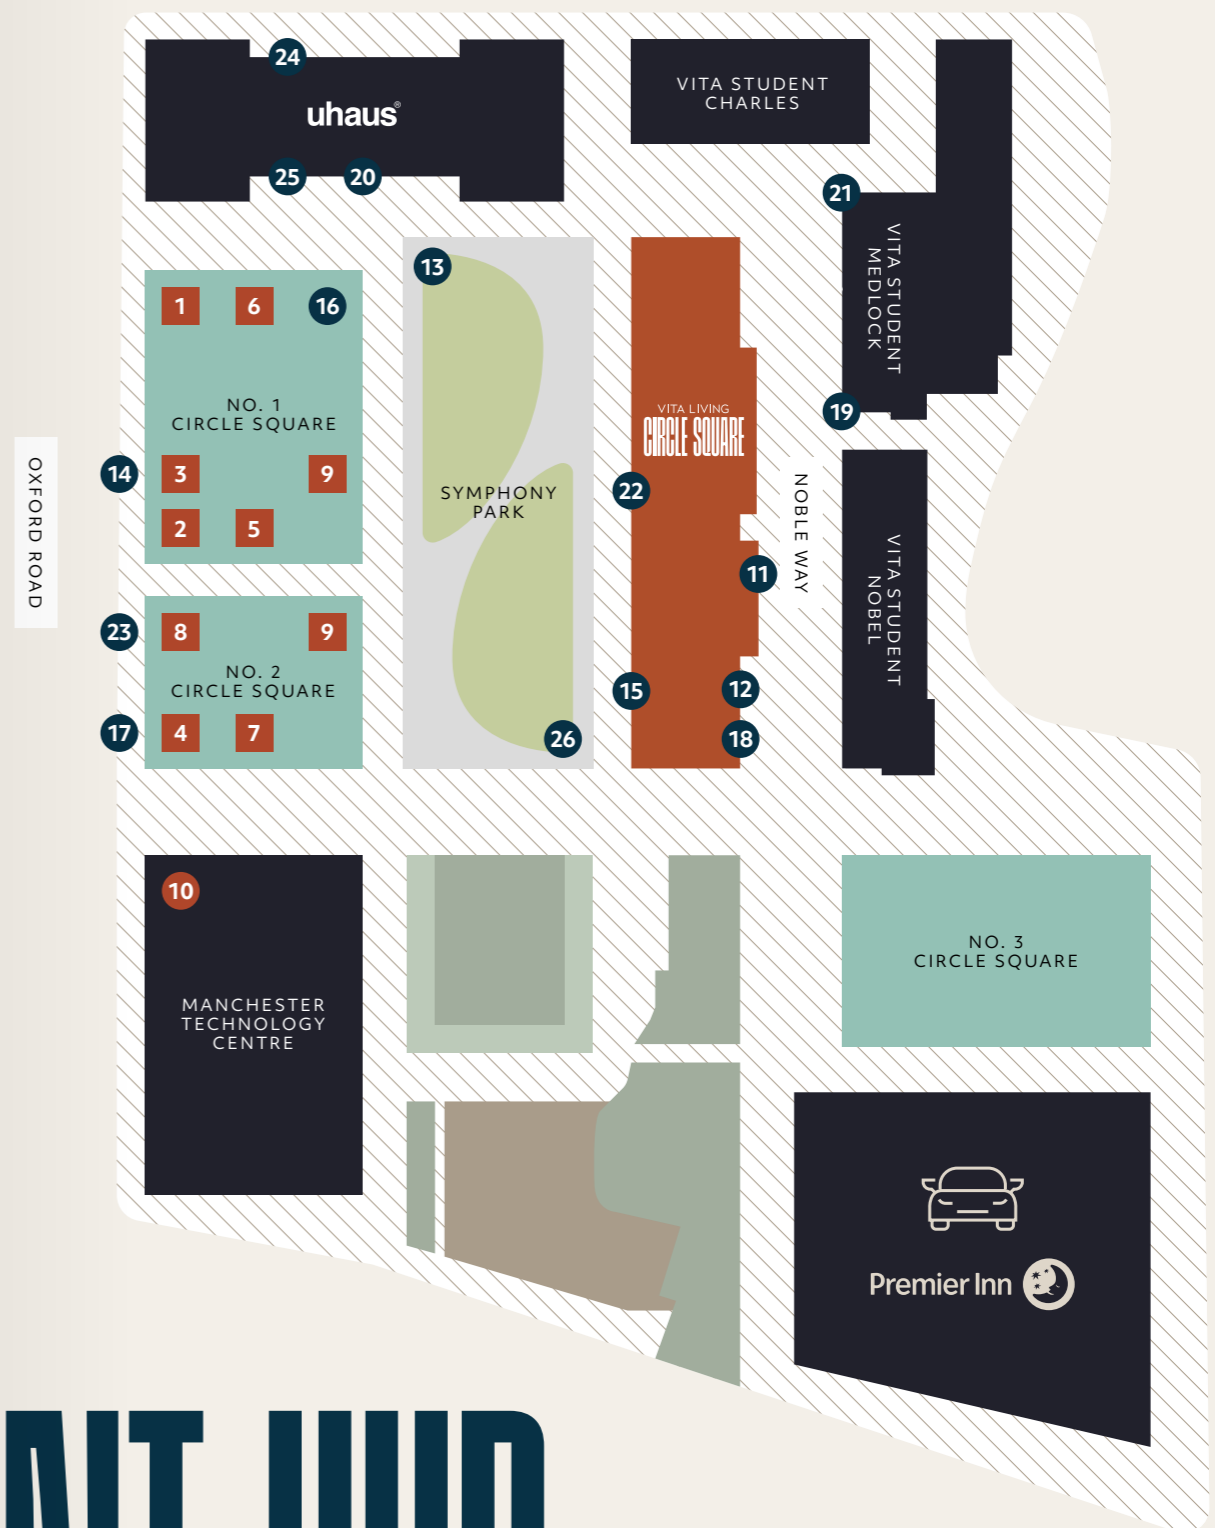 24
uhaus®
25
20
VITA STUDENT
CHARLES
21
VITA STUDENT
MEDLOCK
19
13
SYMPHONY
PARK
26
1
6
16
NO. 1
CIRCLE SQUARE
14
3
9
2
5
OXFORD ROAD
23
8
9
NO. 2
CIRCLE SQUARE
17
4
7
VITA LIVING
CIRCLE SQUARE
22
11
15
12
18
NOBLE WAY
VITA STUDENT
NOBEL
10
MANCHESTER
TECHNOLOGY
CENTRE
NO. 3
CIRCLE SQUARE
Premier Inn